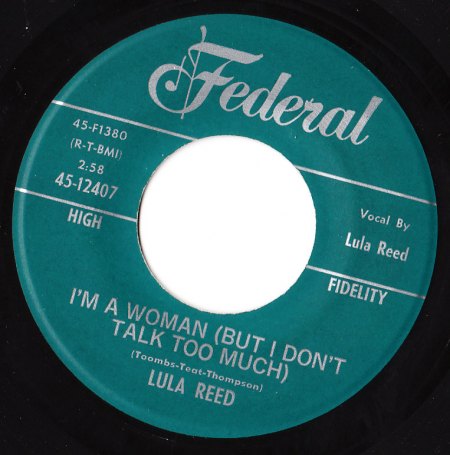 Federal
45-F1380
(R-T-BMI)
2:58
45-12407
Vocal By
Lula Reed
HIGH
FIDELITY
I'M A WOMAN (BUT I DON'T
TALK TOO MUCH)
(Toombs-Teat-Thompson)
LULA REED